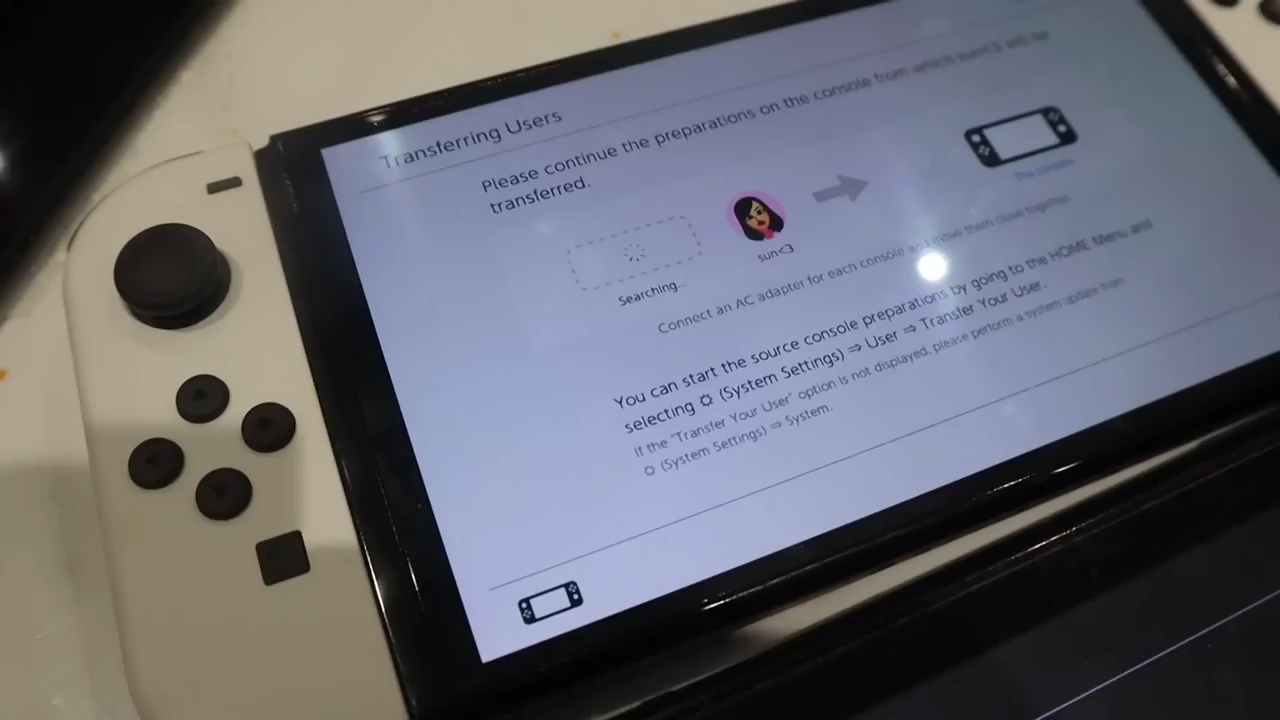 Transferring Users
Please continue the preparations on the console from which sun<3 will be
transferred.
sun<3
Searching...
This console
Connect an AC adapter for each console and move them close together.
You can start the source console preparations by going to the HOME Menu and
selecting (System Settings) ⇒ User ⇒ Transfer Your User.
If the "Transfer Your User" option is not displayed, please perform a system update from
(System Settings) ⇒ System.